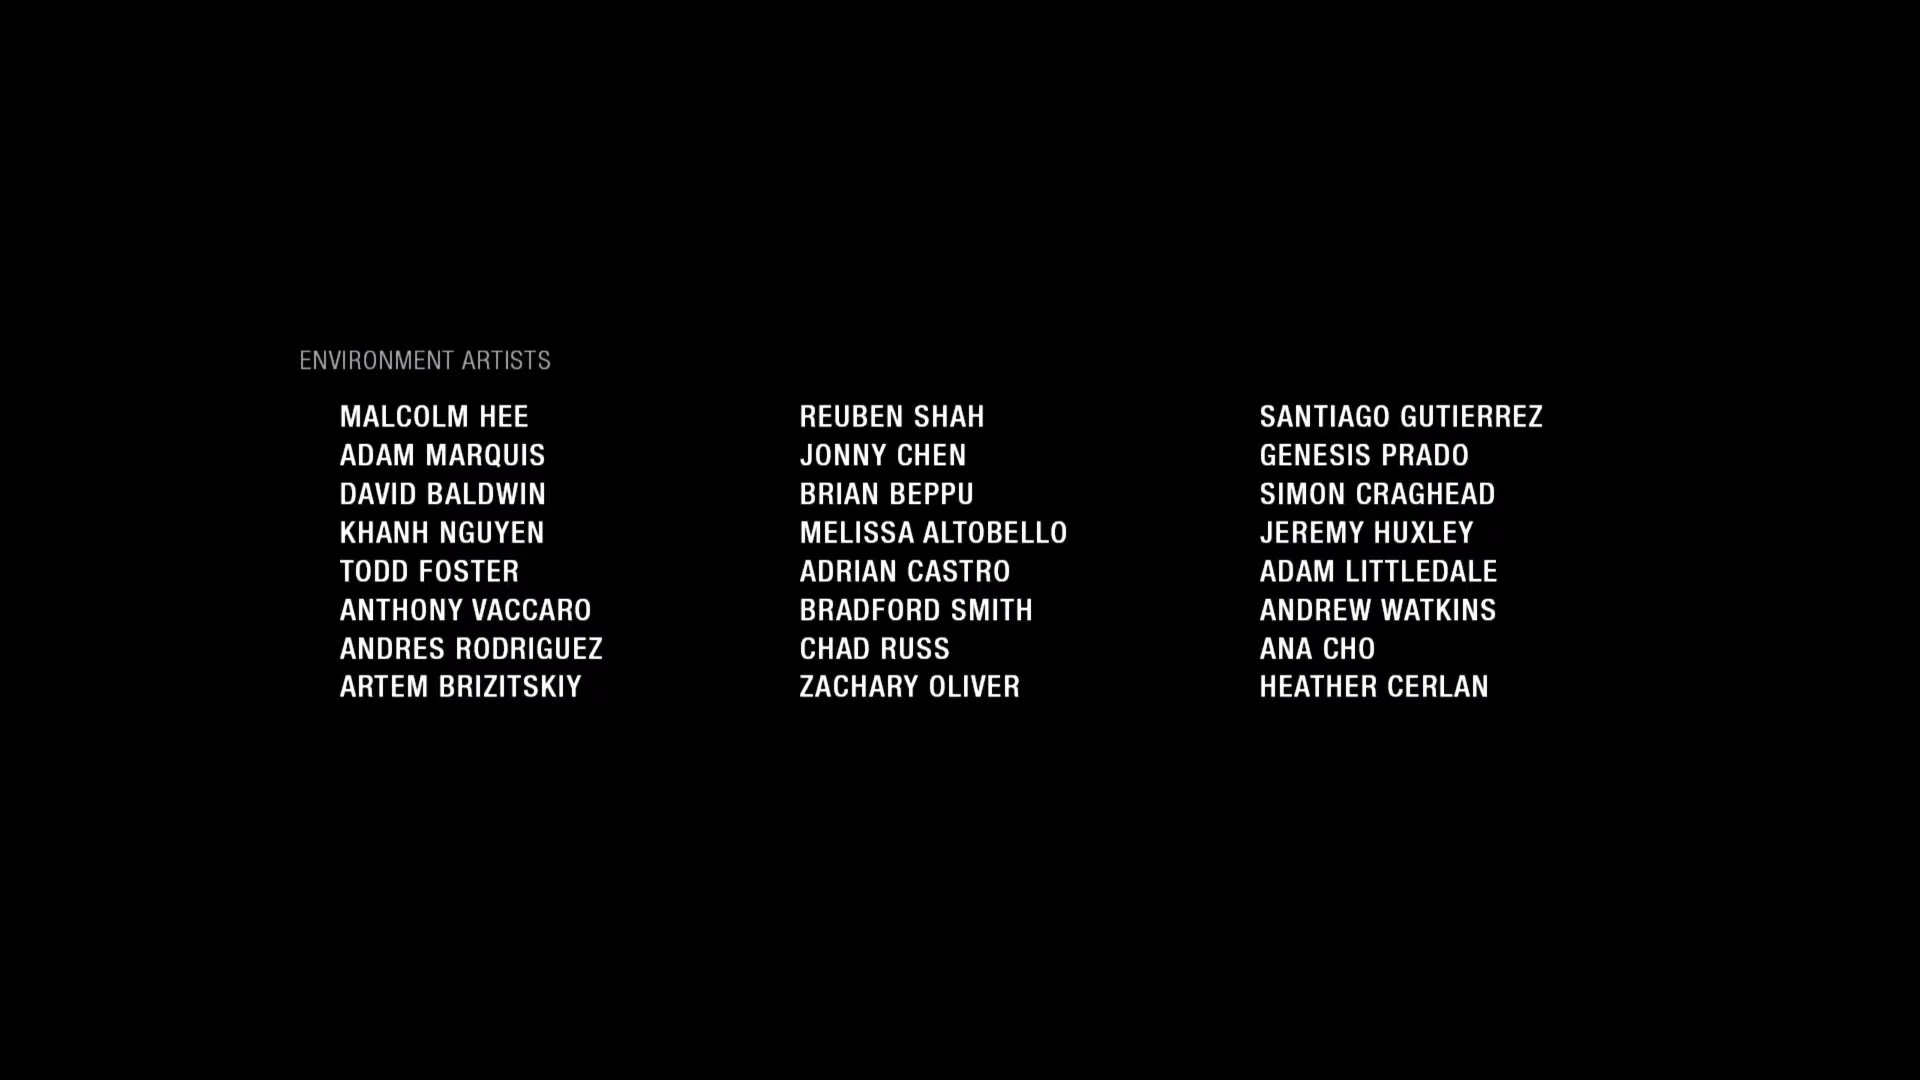 ENVIRONMENT ARTISTS
MALCOLM HEE
ADAM MARQUIS
DAVID BALDWIN
KHANH NGUYEN
TODD FOSTER
ANTHONY VACCARO
ANDRES RODRIGUEZ
ARTEM BRIZITSKIY
REUBEN SHAH
JONNY CHEN
BRIAN BEPPU
MELISSA ALTOBELLO
ADRIAN CASTRO
BRADFORD SMITH
CHAD RUSS
ZACHARY OLIVER
SANTIAGO GUTIERREZ
GENESIS PRADO
SIMON CRAGHEAD
JEREMY HUXLEY
ADAM LITTLEDALE
ANDREW WATKINS
ANA CHO
HEATHER CERLAN